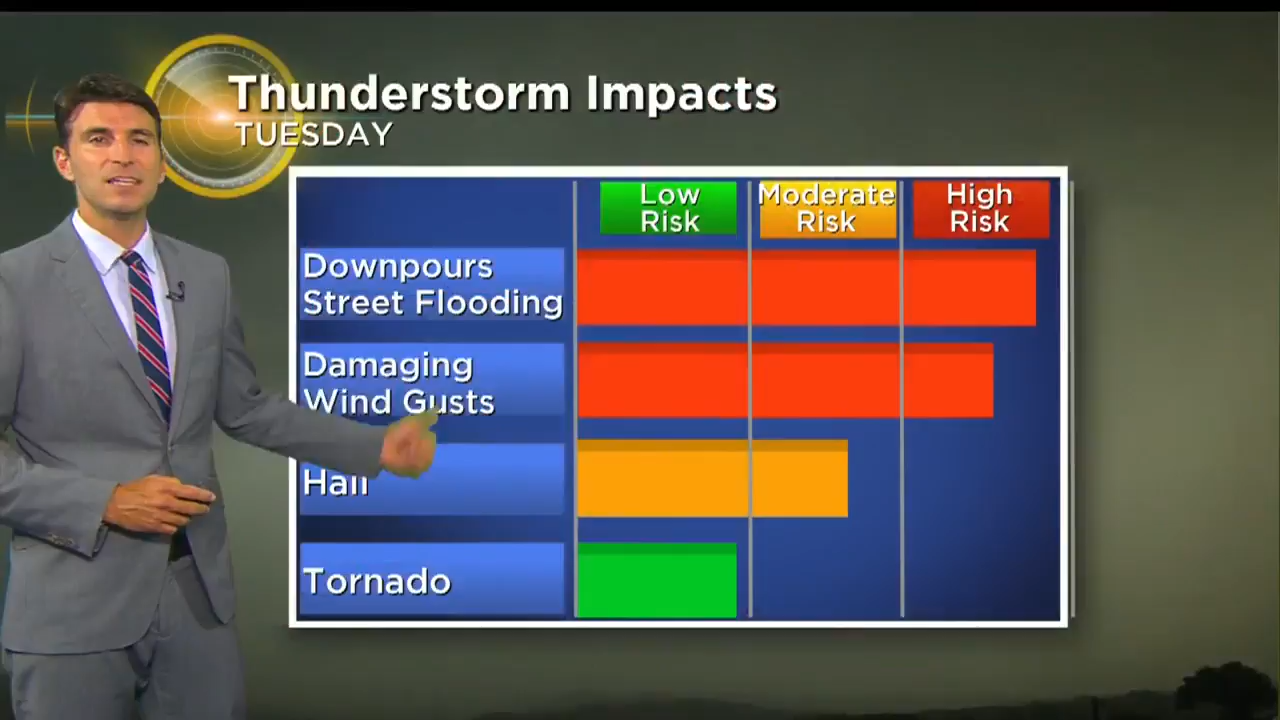 Thunderstorm Impacts
TUESDAY
Low
Risk
Moderate
Risk
High
Risk
Downpours
Street Flooding
Damaging
Wind Gusts
Hail
Tornado